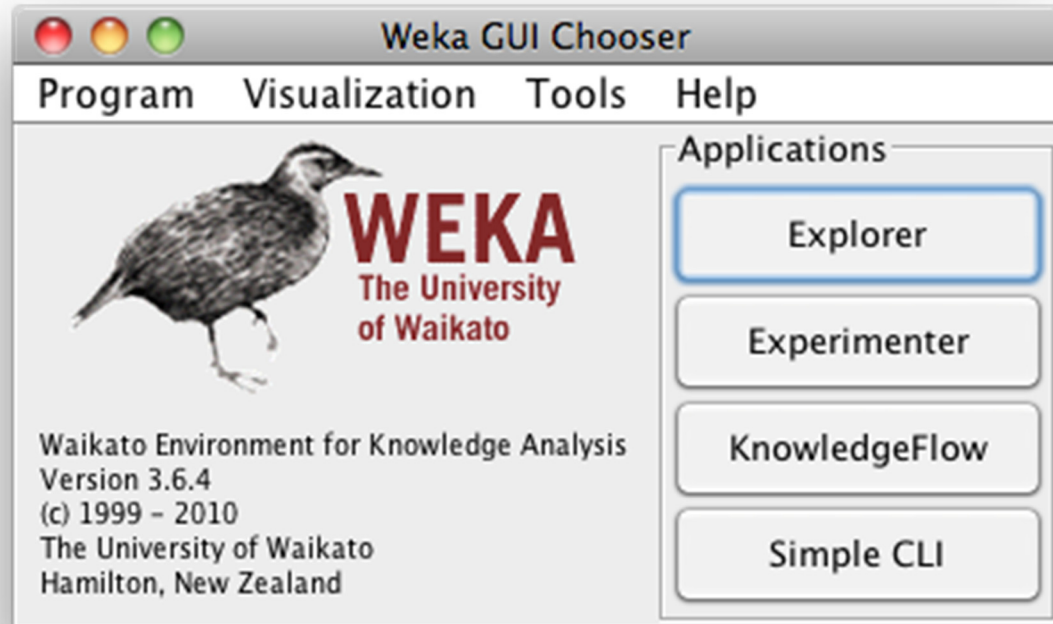 Weka GUI Chooser
Program Visualization Tools Help
WEKA
The University
of Waikato
Waikato Environment for Knowledge Analysis
Version 3.6.4
(c) 1999 – 2010
The University of Waikato
Hamilton, New Zealand
Applications
Explorer
Experimenter
KnowledgeFlow
Simple CLI